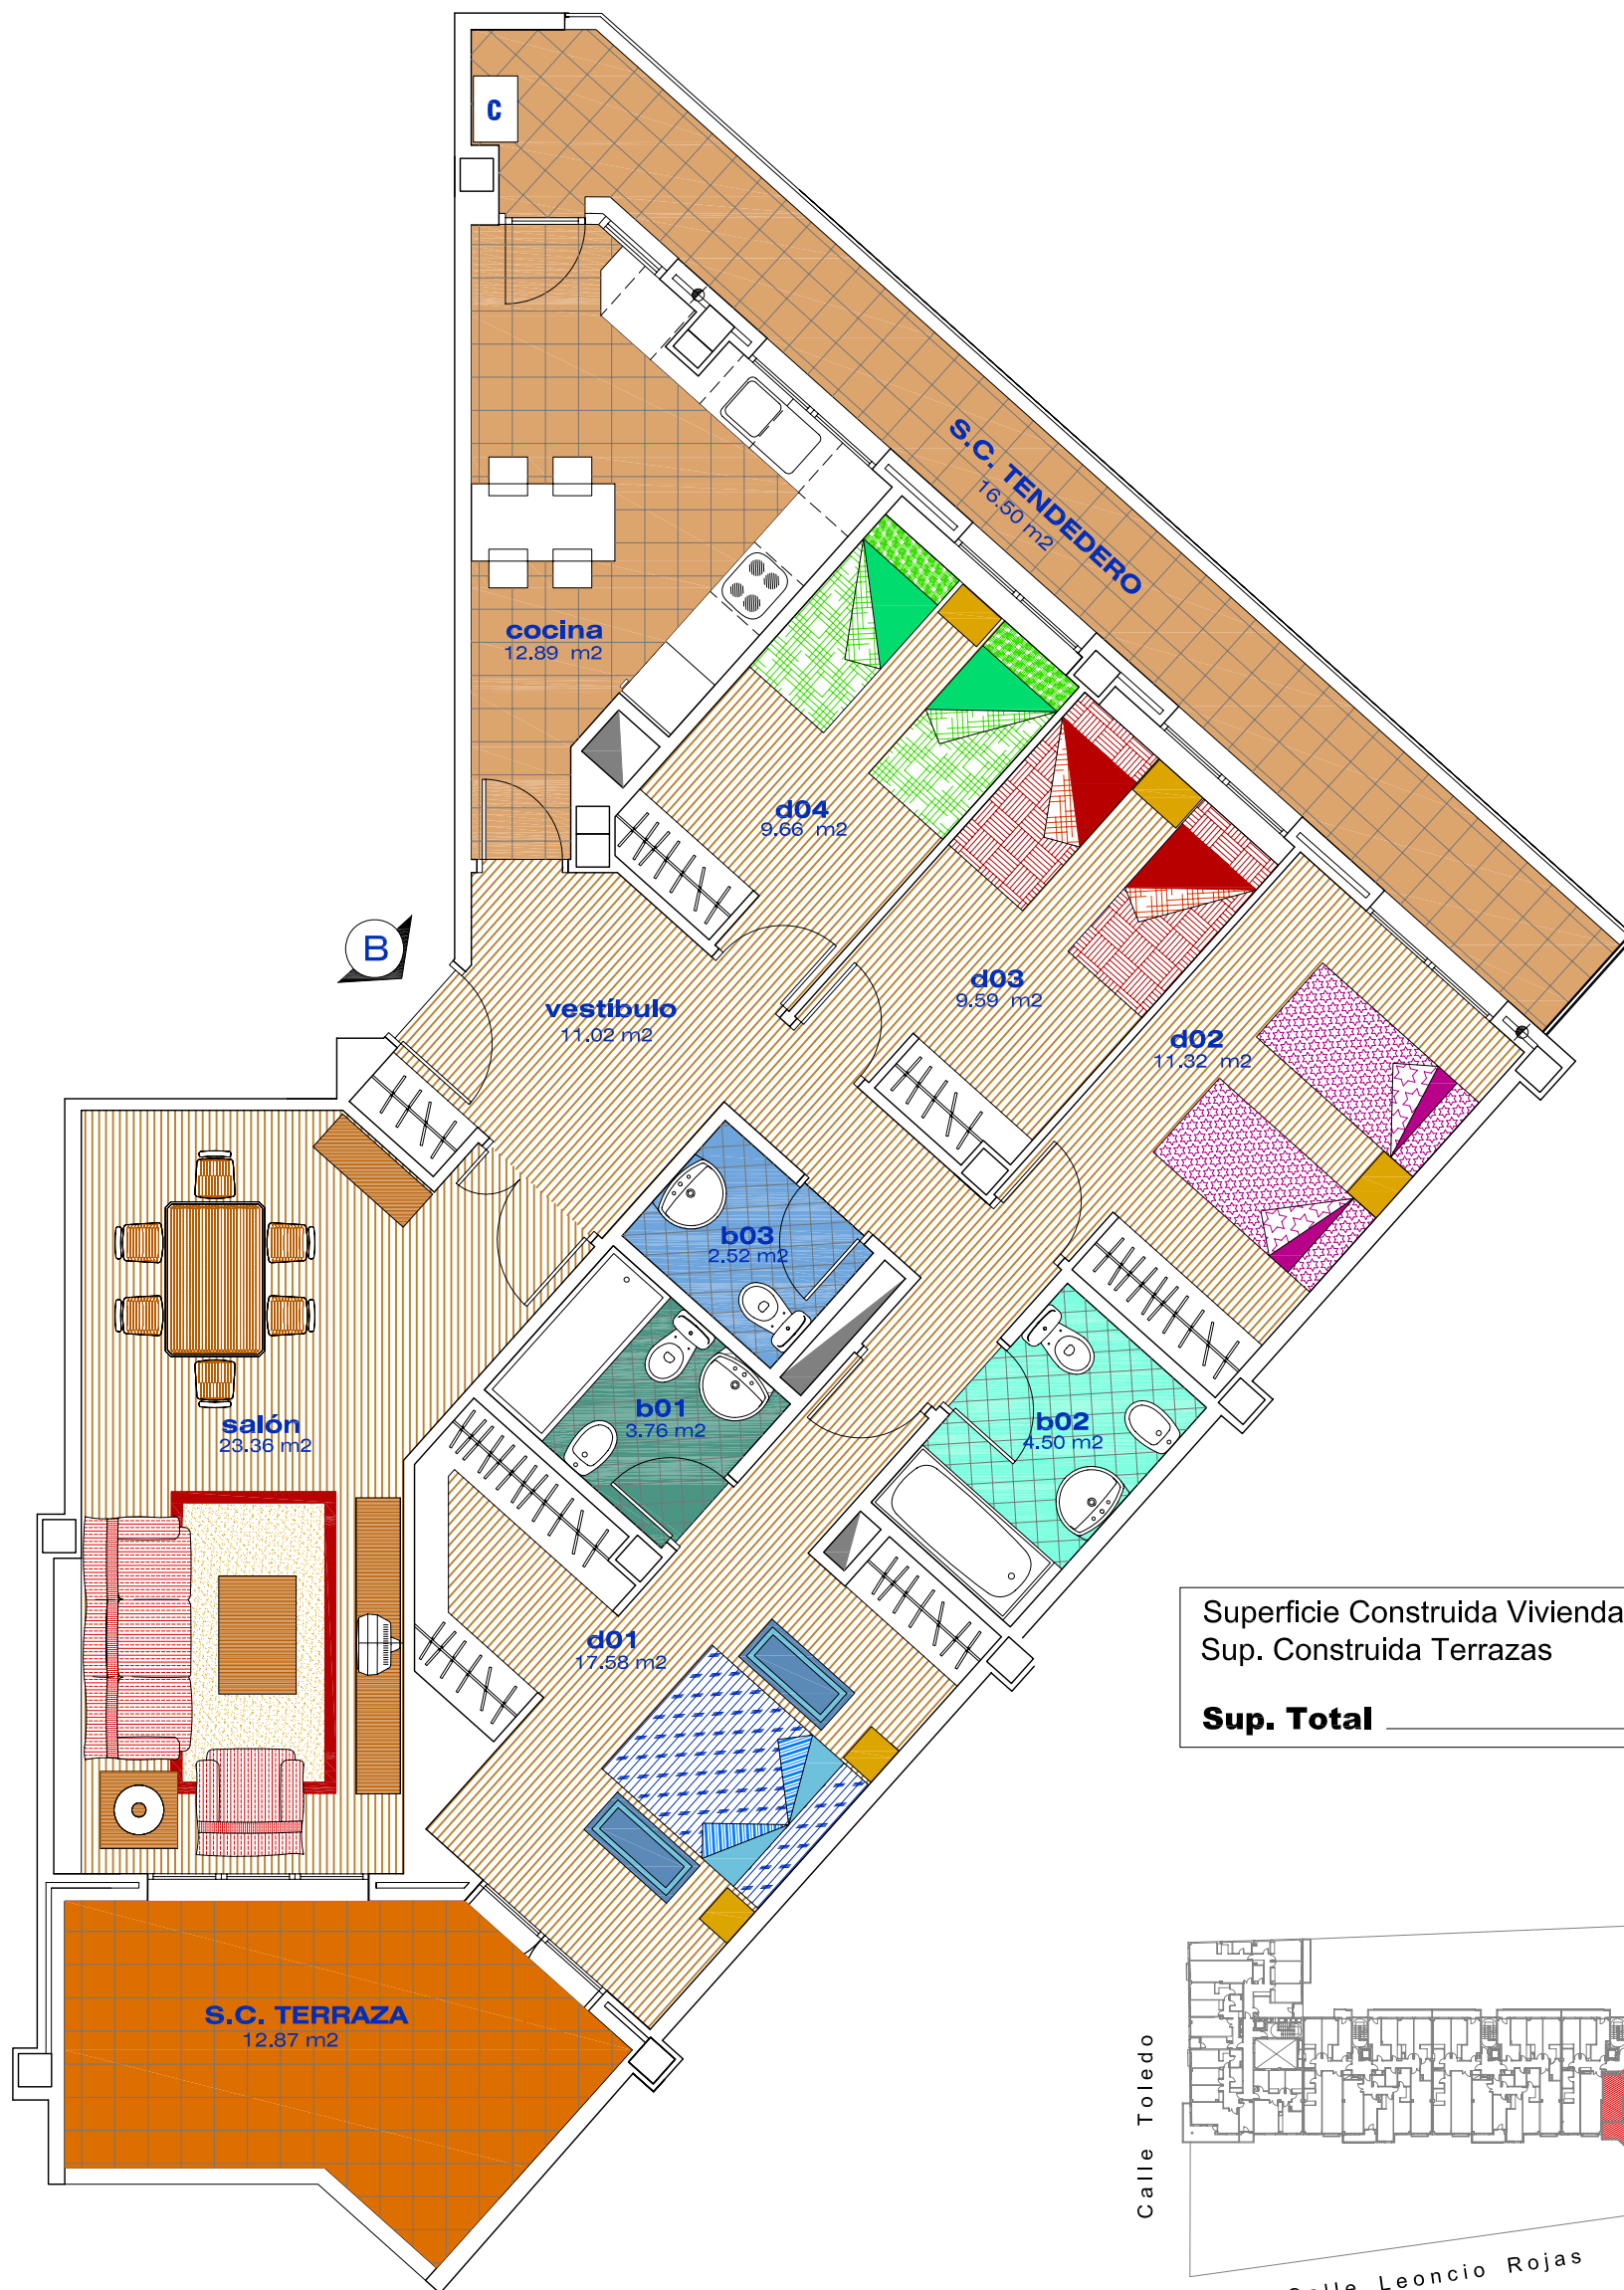 C
S.C. TENDEDERO
16.50 m2
cocina
12.89 m2
d04
9.66 m2
B
vestíbulo
11.02 m2
d03
9.59 m2
d02
11.32 m2
b03
2.52 m2
b01
3.76 m2
b02
4.50 m2
salón
23.36 m2
d01
17.58 m2
Superficie Construida Vivienda
Sup. Construida Terrazas
Sup. Total
S.C. TERRAZA
12.87 m2
Calle Toledo
Calle Leoncio Rojas